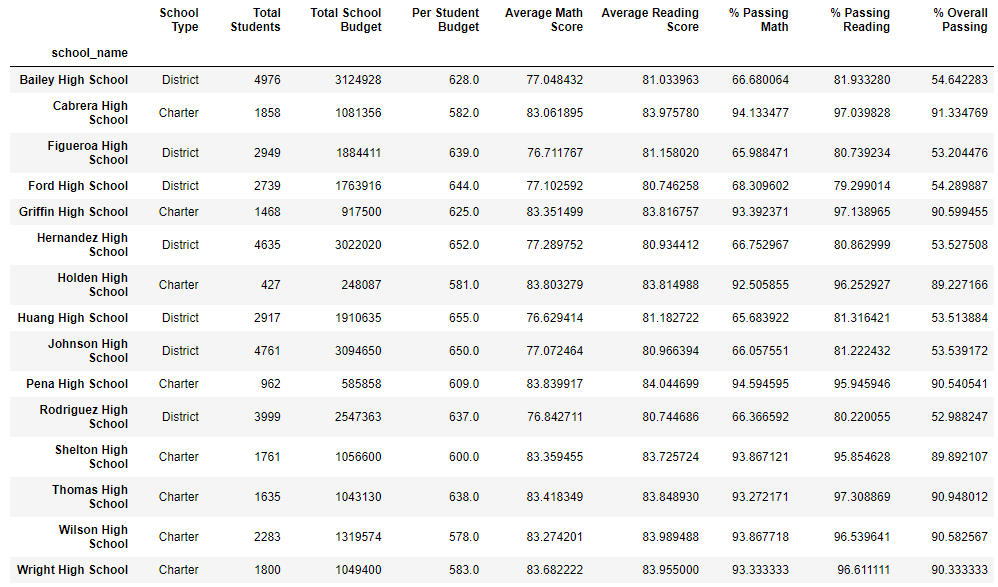 School Type Total Students Total School Budget Per Student Budget Average Math Score Average Reading Score % Passing Math % Passing Reading % Overall Passing
school_name
Bailey High School District 4976 3124928 628.0 77.048432 81.033963 66.680064 81.933280 54.642283
Cabrera High School Charter 1858 1081356 582.0 83.061895 83.975780 94.133477 97.039828 91.334769
Figueroa High School District 2949 1884411 639.0 76.711767 81.158020 65.988471 80.739234 53.204476
Ford High School District 2739 1763916 644.0 77.102592 80.746258 68.309602 79.299014 54.289887
Griffin High School Charter 1468 917500 625.0 83.351499 83.816757 93.392371 97.138965 90.599455
Hernandez High School District 4635 3022020 652.0 77.289752 80.934412 66.752967 80.862999 53.527508
Holden High School Charter 427 248087 581.0 83.803279 83.814988 92.505855 96.252927 89.227166
Huang High School District 2917 1910635 655.0 76.629414 81.182722 65.683922 81.316421 53.513884
Johnson High School District 4761 3094650 650.0 77.072464 80.966394 66.057551 81.222432 53.539172
Pena High School Charter 962 585858 609.0 83.839917 84.044699 94.594595 95.945946 90.540541
Rodriguez High School District 3999 2547363 637.0 76.842711 80.744686 66.366592 80.220055 52.988247
Shelton High School Charter 1761 1056600 600.0 83.359455 83.725724 93.867121 95.854628 89.892107
Thomas High School Charter 1635 1043130 638.0 83.418349 83.848930 93.272171 97.308869 90.948012
Wilson High School Charter 2283 1319574 578.0 83.274201 83.989488 93.867718 96.539641 90.582567
Wright High School Charter 1800 1049400 583.0 83.682222 83.955000 93.333333 96.611111 90.333333